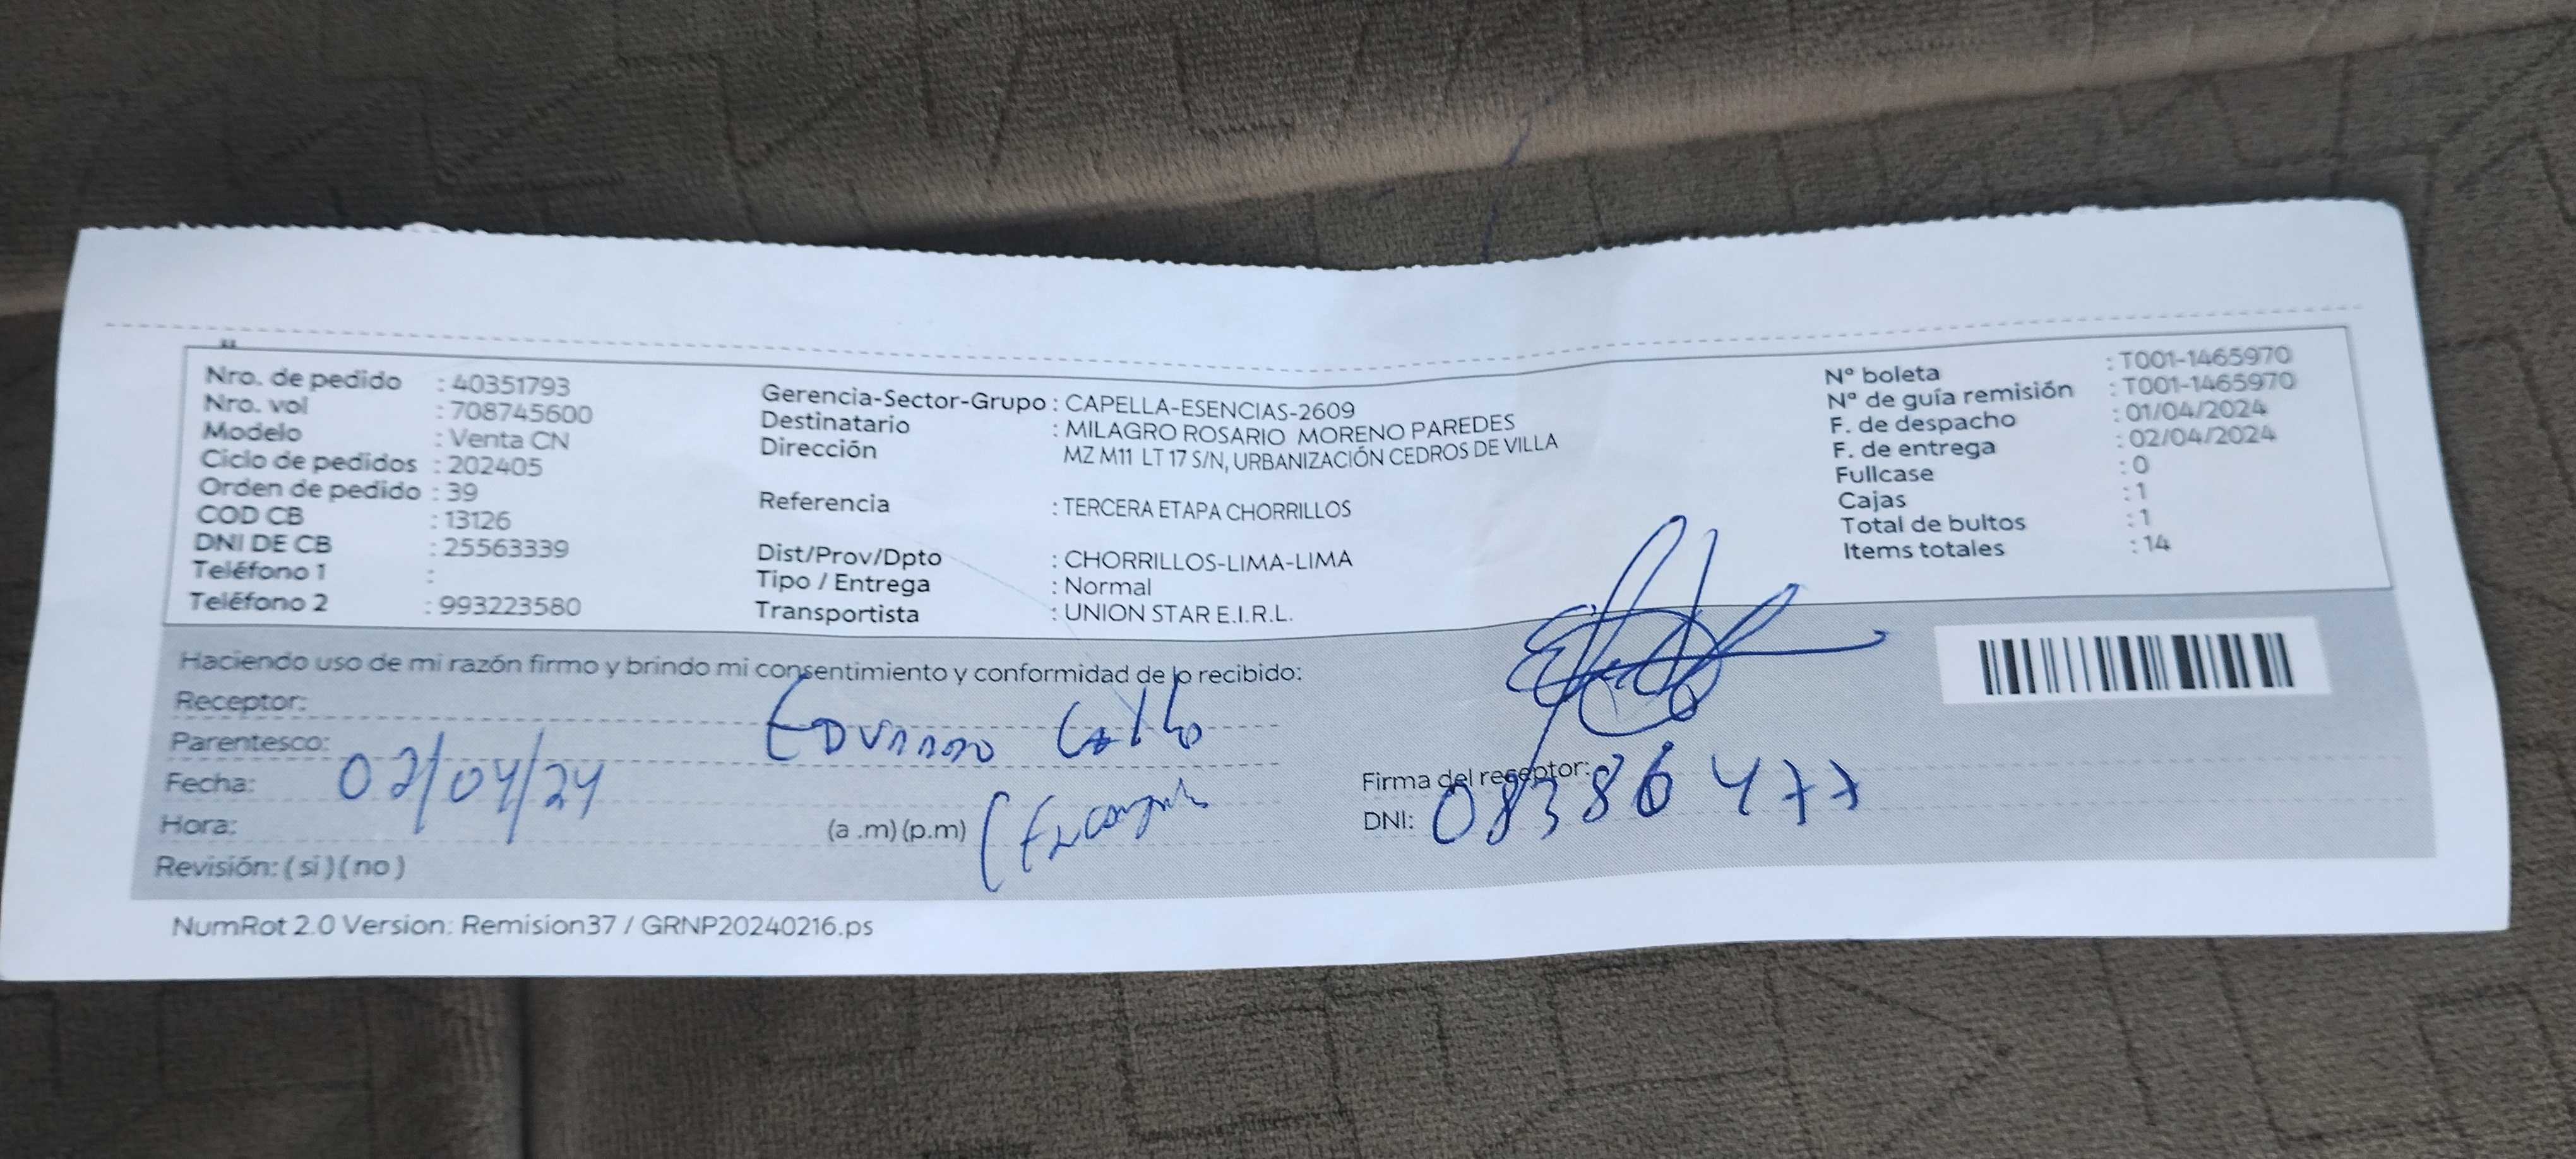 Nro. de pedido : 40351793
Nro. vol : 708745600
Modelo : Venta CN
Ciclo de pedidos : 202405
Orden de pedido : 39
COD CB : 13126
DNI DE CB : 25563339
Teléfono 1 :
Teléfono 2 : 993223580
Gerencia-Sector-Grupo : CAPELLA-ESENCIAS-2609
Destinatario : MILAGRO ROSARIO MORENO PAREDES
Dirección MZ M11 LT 17 S/N, URBANIZACIÓN CEDROS DE VILLA
Referencia : TERCERA ETAPA CHORRILLOS
Dist/Prov/Dpto : CHORRILLOS-LIMA-LIMA
Tipo / Entrega : Normal
Transportista : UNION STAR E.I.R.L.
Nº boleta : T001-1465970
Nº de guía remisión : T001-1465970
F. de despacho : 01/04/2024
F. de entrega : 02/04/2024
Fullcase : 0
Cajas : 1
Total de bultos : 1
Items totales : 14
Haciendo uso de mi razón firmo y brindo mi consentimiento y conformidad de lo recibido:
Receptor: EDUARDO
Parentesco:
Fecha: 02/04/24
Hora: (a .m) (p.m)
Revisión: ( si ) ( no )
Firma del receptor:
DNI: 08386477
NumRot 2.0 Version: Remision37 / GRNP20240216.ps